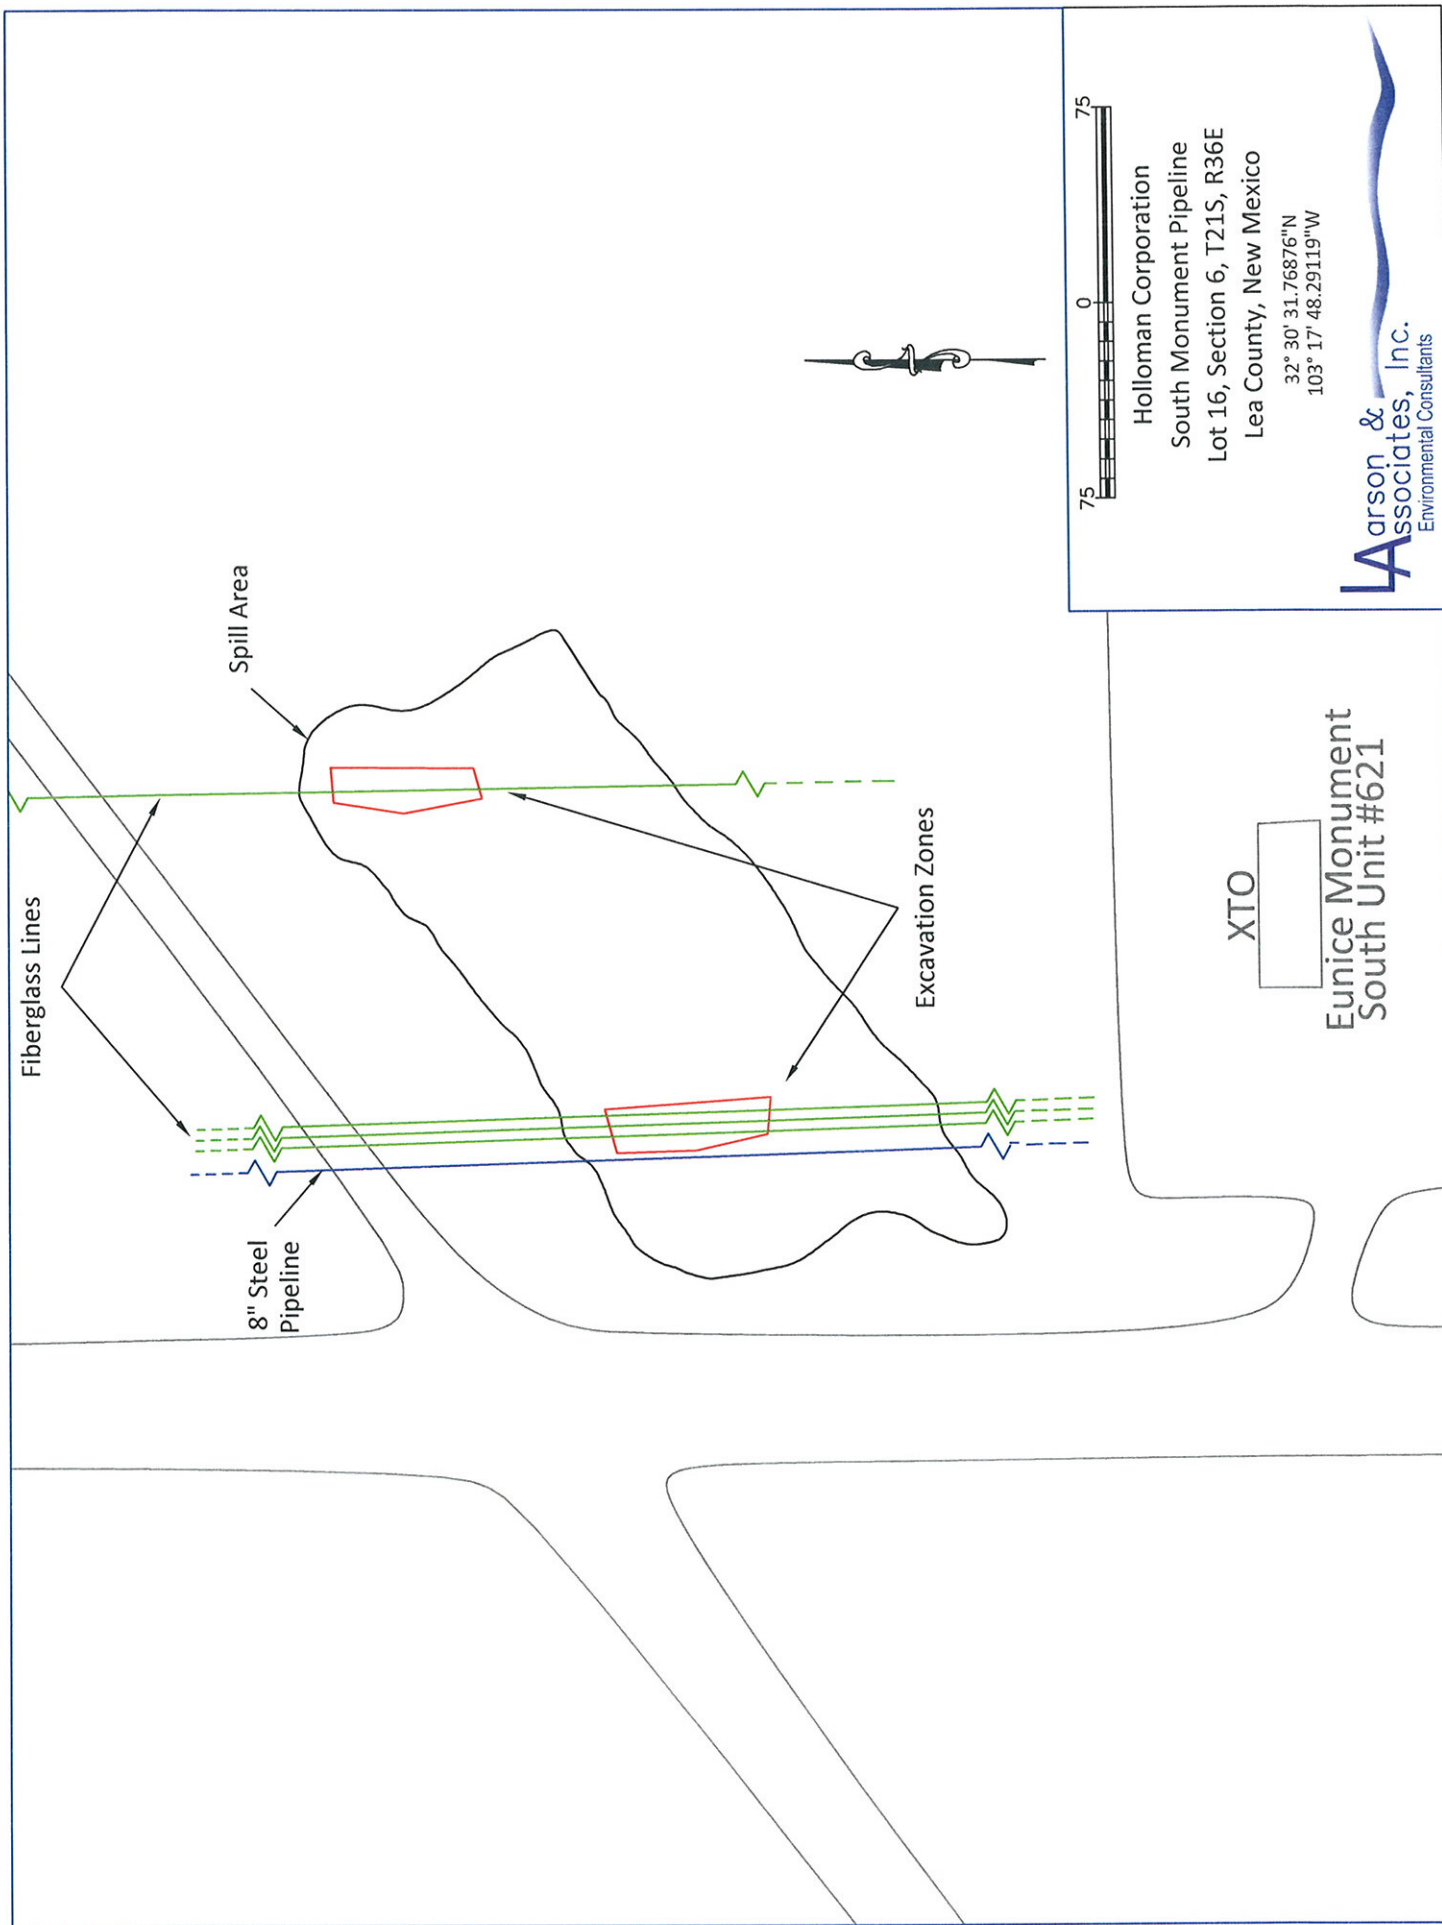 Fiberglass Lines
Spill Area
8" Steel
Pipeline
Excavation Zones
XTO
Eunice Monument
South Unit #621
75 0 75
Holloman Corporation
South Monument Pipeline
Lot 16, Section 6, T21S, R36E
Lea County, New Mexico
32° 30' 31.76876"N
103° 17' 48.29119"W
Larson &
Associates, Inc.
Environmental Consultants